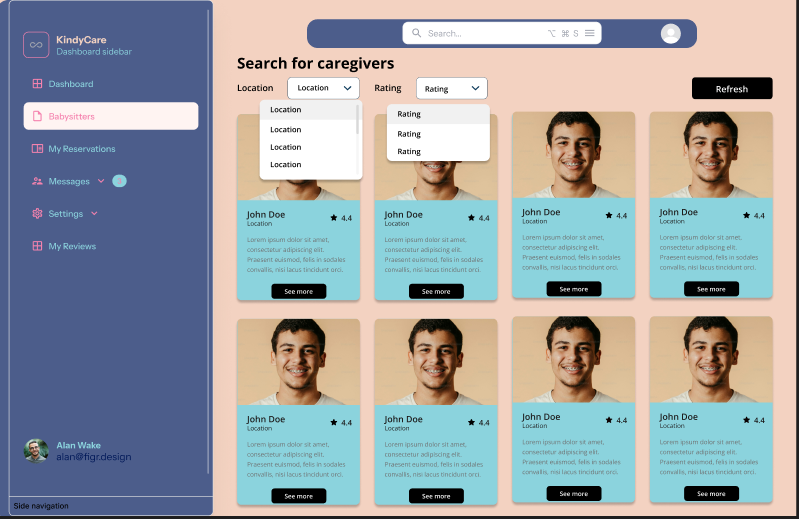 KindyCare
Dashboard sidebar
Dashboard
Babysitters
My Reservations
Messages
Settings
My Reviews
Alan Wake
alan@figr.design
Side navigation
Search...
⌥ ⌘ S
Search for caregivers
Location
Location
Rating
Rating
Refresh
Location
Location
Location
Location
Rating
Rating
Rating
John Doe
4.4
Location
Lorem ipsum dolor sit amet,
consectetur adipiscing elit.
Praesent euismod, felis in sodales
convallis, nisi lacus tincidunt orci.
See more
John Doe
4.4
Location
Lorem ipsum dolor sit amet,
consectetur adipiscing elit.
Praesent euismod, felis in sodales
convallis, nisi lacus tincidunt orci.
See more
John Doe
4.4
Location
Lorem ipsum dolor sit amet,
consectetur adipiscing elit.
Praesent euismod, felis in sodales
convallis, nisi lacus tincidunt orci.
See more
John Doe
4.4
Location
Lorem ipsum dolor sit amet,
consectetur adipiscing elit.
Praesent euismod, felis in sodales
convallis, nisi lacus tincidunt orci.
See more
John Doe
4.4
Location
Lorem ipsum dolor sit amet,
consectetur adipiscing elit.
Praesent euismod, felis in sodales
convallis, nisi lacus tincidunt orci.
See more
John Doe
4.4
Location
Lorem ipsum dolor sit amet,
consectetur adipiscing elit.
Praesent euismod, felis in sodales
convallis, nisi lacus tincidunt orci.
See more
John Doe
4.4
Location
Lorem ipsum dolor sit amet,
consectetur adipiscing elit.
Praesent euismod, felis in sodales
convallis, nisi lacus tincidunt orci.
See more
John Doe
4.4
Location
Lorem ipsum dolor sit amet,
consectetur adipiscing elit.
Praesent euismod, felis in sodales
convallis, nisi lacus tincidunt orci.
See more